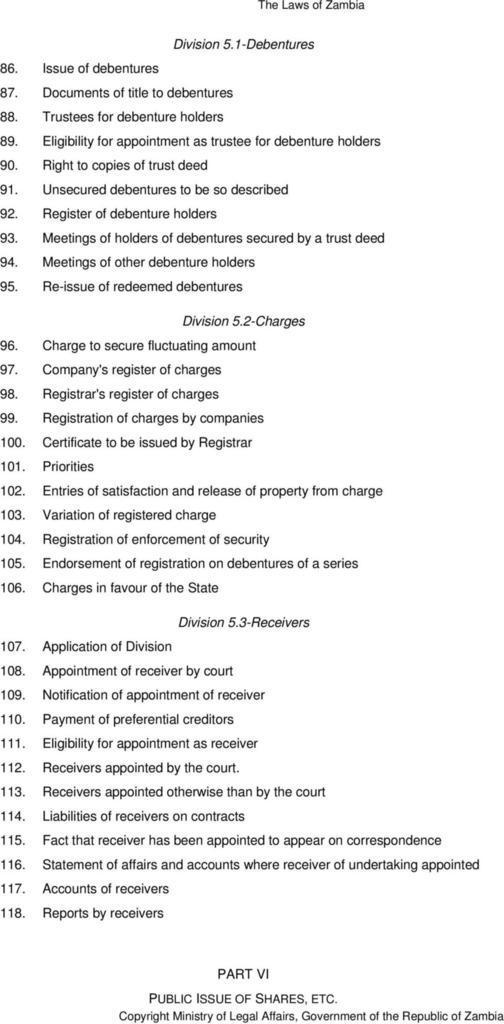 The Laws of Zambia
Division 5.1-Debentures
86. Issue of debentures
87. Documents of title to debentures
88. Trustees for debenture holders
89. Eligibility for appointment as trustee for debenture holders
90. Right to copies of trust deed
91. Unsecured debentures to be so described
92. Register of debenture holders
93. Meetings of holders of debentures secured by a trust deed
94. Meetings of other debenture holders
95. Re-issue of redeemed debentures
Division 5.2-Charges
96. Charge to secure fluctuating amount
97. Company's register of charges
98. Registrar's register of charges
99. Registration of charges by companies
100. Certificate to be issued by Registrar
101. Priorities
102. Entries of satisfaction and release of property from charge
103. Variation of registered charge
104. Registration of enforcement of security
105. Endorsement of registration on debentures of a series
106. Charges in favour of the State
Division 5.3-Receivers
107. Application of Division
108. Appointment of receiver by court
109. Notification of appointment of receiver
110. Payment of preferential creditors
111. Eligibility for appointment as receiver
112. Receivers appointed by the court.
113. Receivers appointed otherwise than by the court
114. Liabilities of receivers on contracts
115. Fact that receiver has been appointed to appear on correspondence
116. Statement of affairs and accounts where receiver of undertaking appointed
117. Accounts of receivers
118. Reports by receivers
PART VI
PUBLIC ISSUE OF SHARES, ETC.
Copyright Ministry of Legal Affairs, Government of the Republic of Zambia